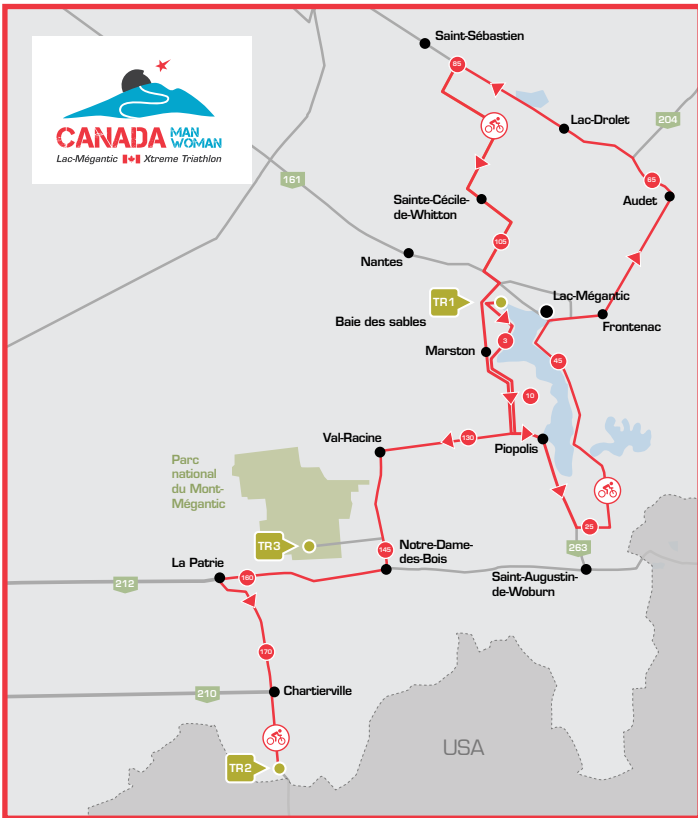 Saint-Sébastien
85
CANADA MAN
WOMAN
Lac-Mégantic Xtreme Triathlon
Lac-Drolet
204
161
65
Audet
Sainte-Cécile-
de-Whitton
105
Nantes
TR1
Lac-Mégantic
Baie des sables
Frontenac
3
Marston
45
10
130
Val-Racine
Piopolis
Parc
national
du Mont-
Mégantic
25
TR3
145
Notre-Dame-
des-Bois
263
La Patrie
160
212
Saint-Augustin-
de-Woburn
170
210
Chartierville
USA
TR2